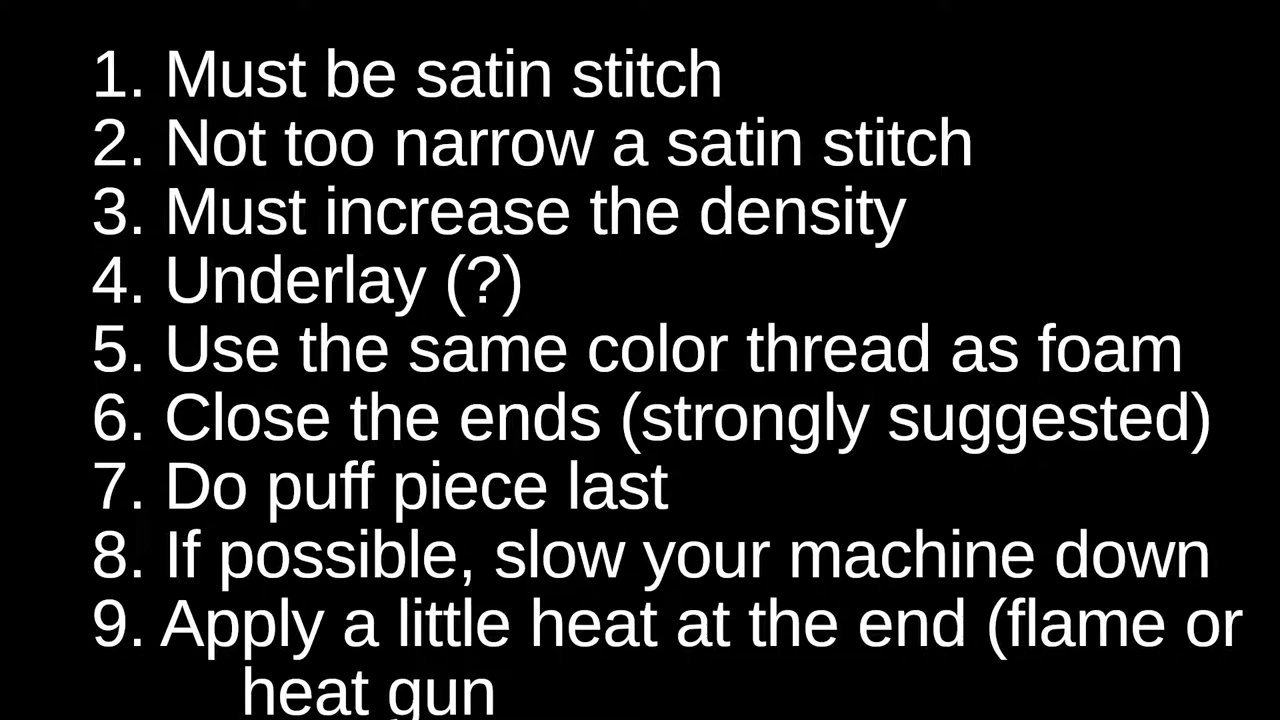 1. Must be satin stitch
2. Not too narrow a satin stitch
3. Must increase the density
4. Underlay (?)
5. Use the same color thread as foam
6. Close the ends (strongly suggested)
7. Do puff piece last
8. If possible, slow your machine down
9. Apply a little heat at the end (flame or
heat gun